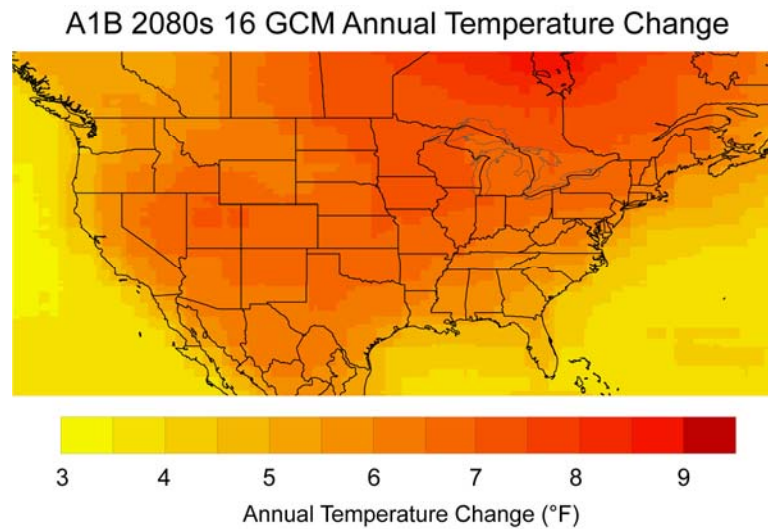 A1B 2080s 16 GCM Annual Temperature Change
3 4 5 6 7 8 9
Annual Temperature Change (°F)